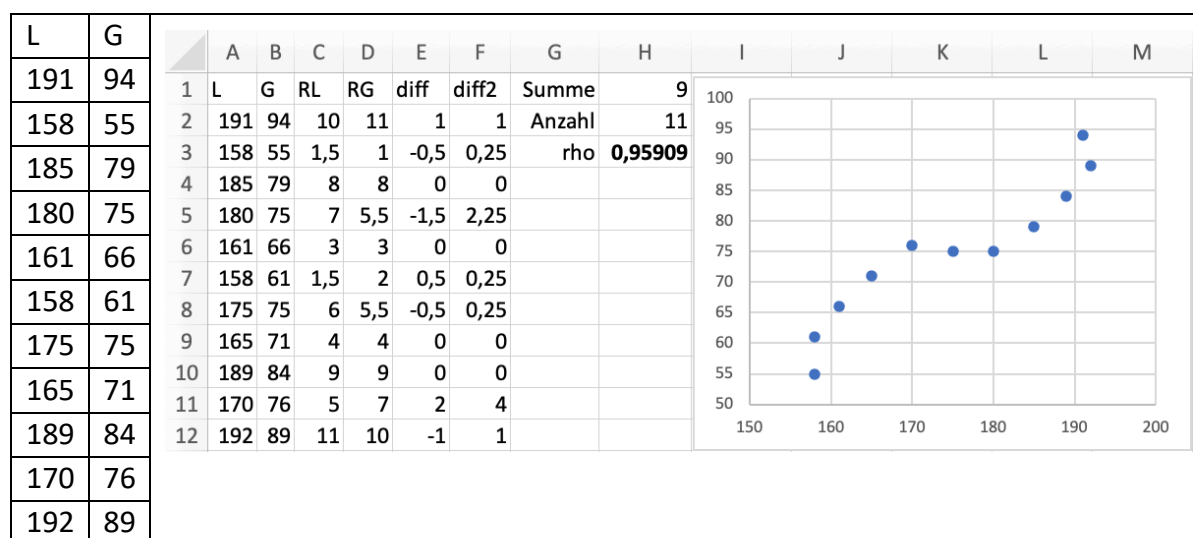 L G
191 94
158 55
185 79
180 75
161 66
158 61
175 75
165 71
189 84
170 76
192 89
A B C D E F G H I J K L M
1 L G RL RG diff diff2 Summe 9
2 191 94 10 11 1 1 Anzahl 11
3 158 55 1,5 1 -0,5 0,25 rho 0,95909
4 185 79 8 8 0 0
5 180 75 7 5,5 -1,5 2,25
6 161 66 3 3 0 0
7 158 61 1,5 2 0,5 0,25
8 175 75 6 5,5 -0,5 0,25
9 165 71 4 4 0 0
10 189 84 9 9 0 0
11 170 76 5 7 2 4
12 192 89 11 10 -1 1
100
95
90
85
80
75
70
65
60
55
50
150 160 170 180 190 200